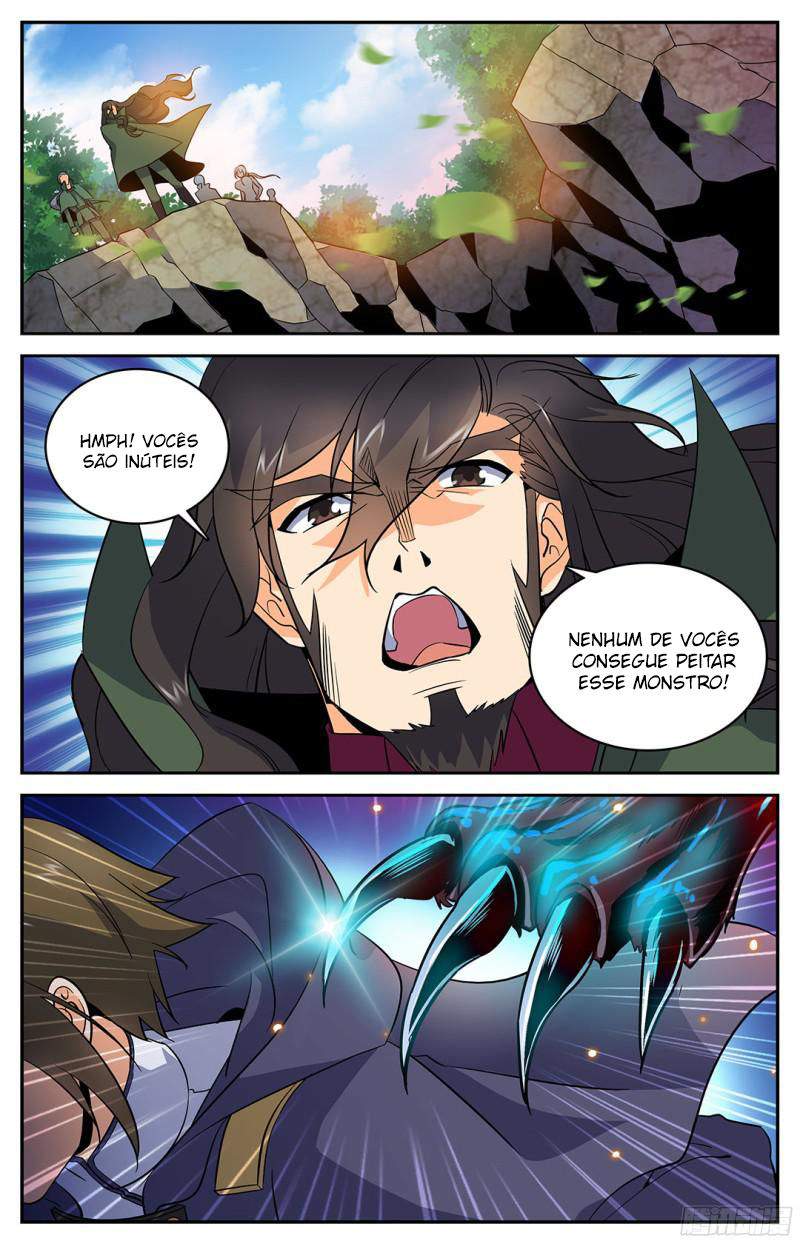 HMPH! VOCÊS
SÃO INÚTEIS!
NENHUM DE VOCÊS
CONSEGUE PEITAR
ESSE MONSTRO!